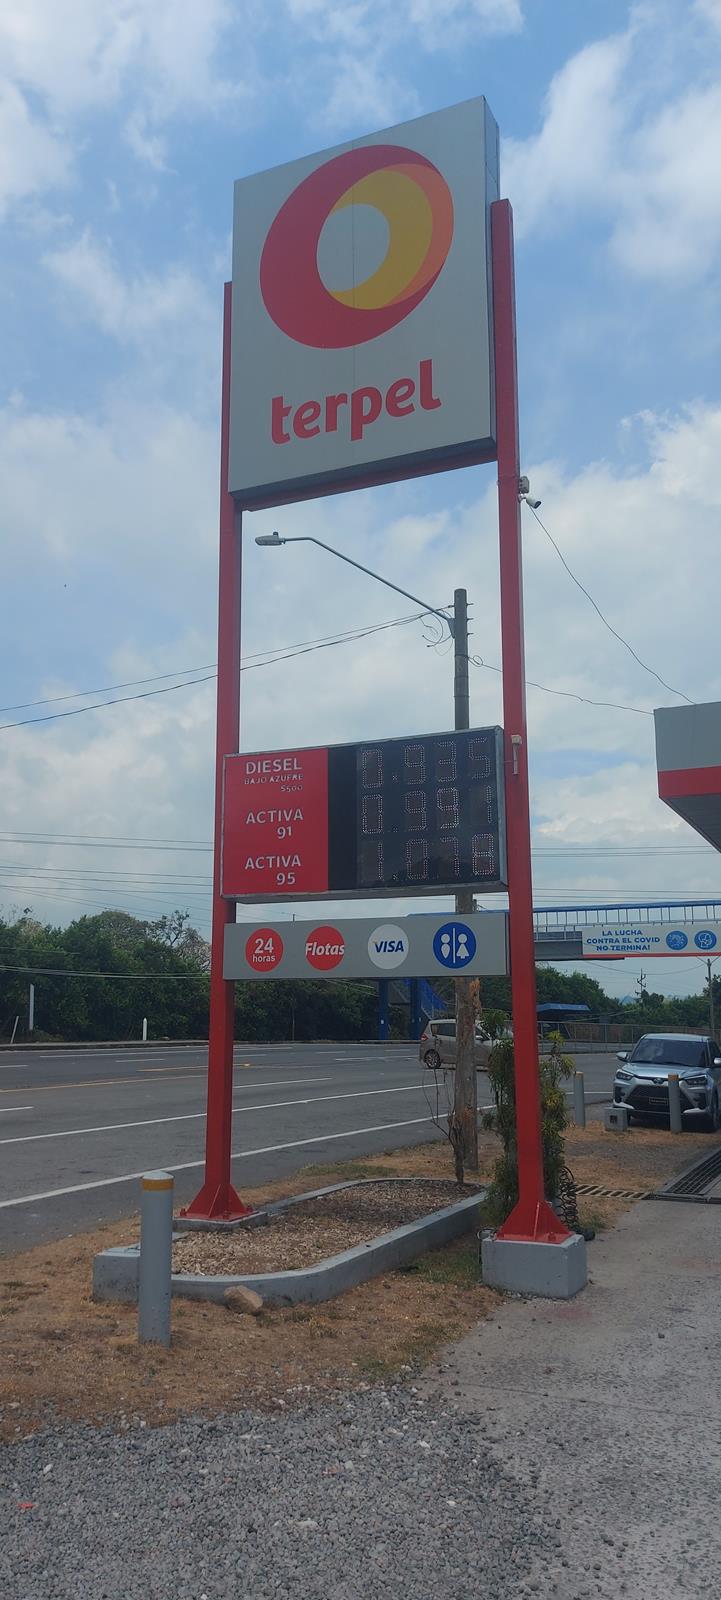 terpel
DIESEL
BAJO AZUFRE
S500
0.935
ACTIVA
91
0.991
ACTIVA
95
1.078
24
horas
Flotas
VISA
LA LUCHA
CONTRA EL COVID
NO TERMINA!